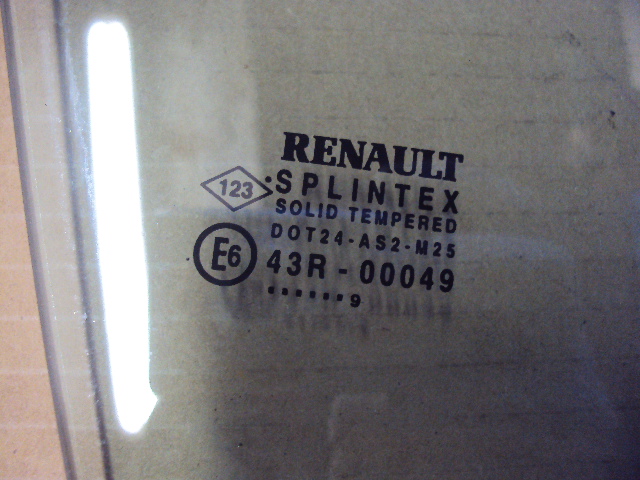 RENAULT
123 SPLINTEX
SOLID TEMPERED
DOT24-AS2-M25
E6 43R-00049
......9